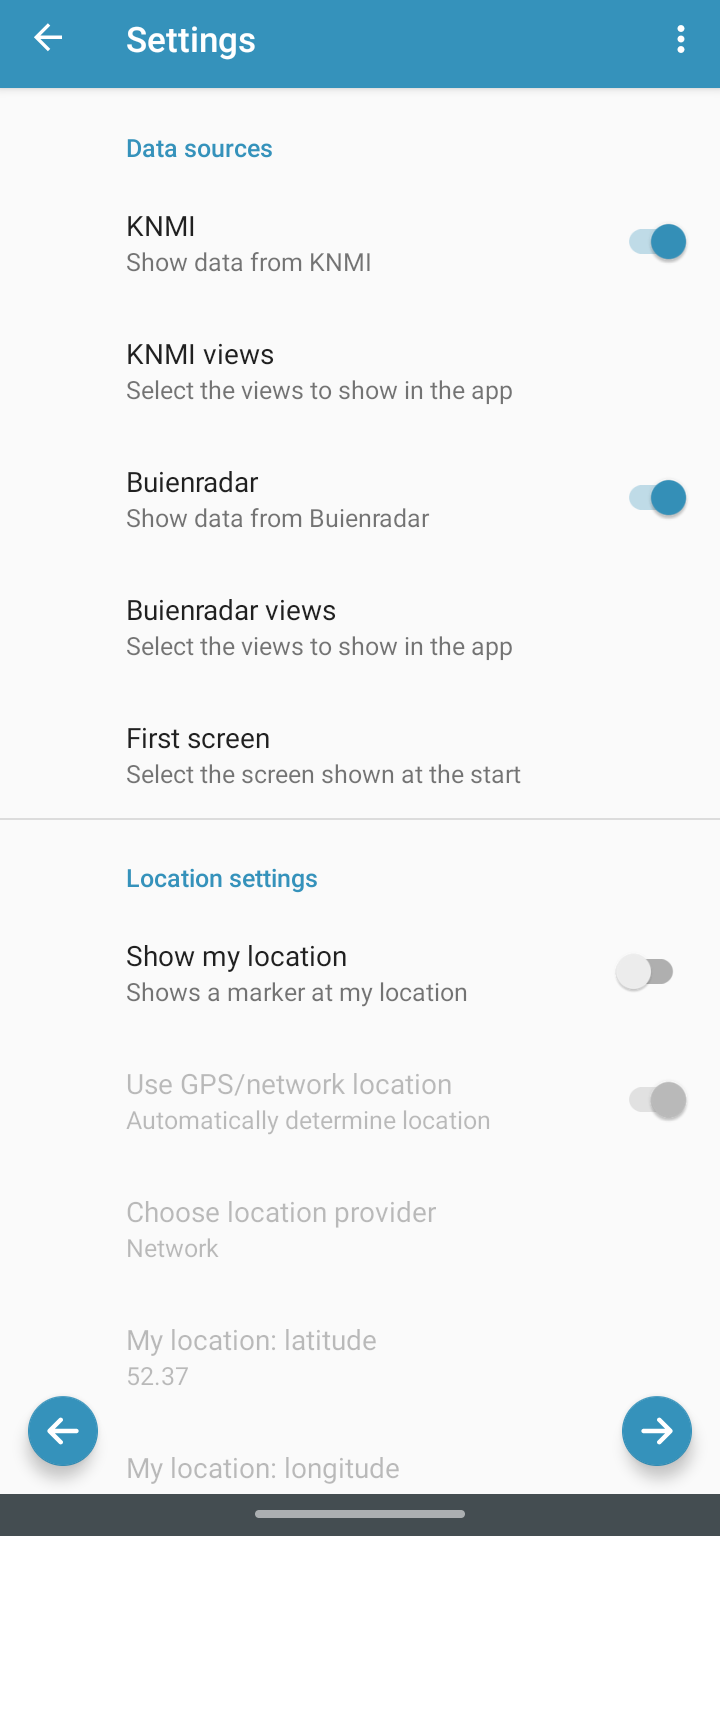 Settings
Data sources
KNMI
Show data from KNMI
KNMI views
Select the views to show in the app
Buienradar
Show data from Buienradar
Buienradar views
Select the views to show in the app
First screen
Select the screen shown at the start
Location settings
Show my location
Shows a marker at my location
Use GPS/network location
Automatically determine location
Choose location provider
Network
My location: latitude
52.37
My location: longitude